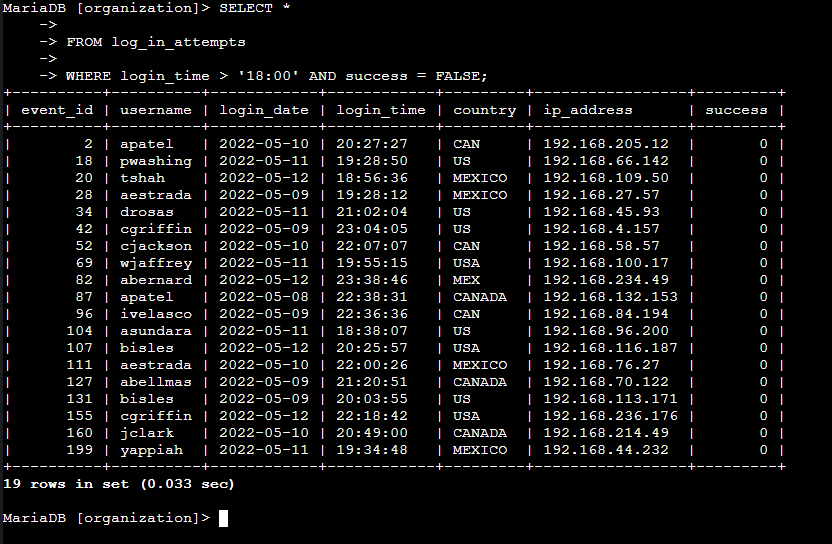 MariaDB [organization]> SELECT *
    ->
    -> FROM log_in_attempts
    ->
    -> WHERE login_time > '18:00' AND success = FALSE;
+----------+----------+------------+------------+---------+-----------------+---------+
| event_id | username | login_date | login_time | country | ip_address      | success |
+----------+----------+------------+------------+---------+-----------------+---------+
|        2 | apatel   | 2022-05-10 | 20:27:27   | CAN     | 192.168.205.12  |       0 |
|       18 | pwashing | 2022-05-11 | 19:28:50   | US      | 192.168.66.142  |       0 |
|       20 | tshah    | 2022-05-12 | 18:56:36   | MEXICO  | 192.168.109.50  |       0 |
|       28 | aestrada | 2022-05-09 | 19:28:12   | MEXICO  | 192.168.27.57   |       0 |
|       34 | drosas   | 2022-05-11 | 21:02:04   | US      | 192.168.45.93   |       0 |
|       42 | cgriffin | 2022-05-09 | 23:04:05   | US      | 192.168.4.157   |       0 |
|       52 | cjackson | 2022-05-10 | 22:07:07   | CAN     | 192.168.58.57   |       0 |
|       69 | wjaffrey | 2022-05-11 | 19:55:15   | USA     | 192.168.100.17  |       0 |
|       82 | abernard | 2022-05-12 | 23:38:46   | MEX     | 192.168.234.49  |       0 |
|       87 | apatel   | 2022-05-08 | 22:38:31   | CANADA  | 192.168.132.153 |       0 |
|       96 | ivelasco | 2022-05-09 | 22:36:36   | CAN     | 192.168.84.194  |       0 |
|      104 | asundara | 2022-05-11 | 18:38:07   | US      | 192.168.96.200  |       0 |
|      107 | bisles   | 2022-05-12 | 20:25:57   | USA     | 192.168.116.187 |       0 |
|      111 | aestrada | 2022-05-10 | 22:00:26   | MEXICO  | 192.168.76.27   |       0 |
|      127 | abellmas | 2022-05-09 | 21:20:51   | CANADA  | 192.168.70.122  |       0 |
|      131 | bisles   | 2022-05-09 | 20:03:55   | US      | 192.168.113.171 |       0 |
|      155 | cgriffin | 2022-05-12 | 22:18:42   | USA     | 192.168.236.176 |       0 |
|      160 | jclark   | 2022-05-10 | 20:49:00   | CANADA  | 192.168.214.49  |       0 |
|      199 | yappiah  | 2022-05-11 | 19:34:48   | MEXICO  | 192.168.44.232  |       0 |
+----------+----------+------------+------------+---------+-----------------+---------+
19 rows in set (0.033 sec)
MariaDB [organization]>